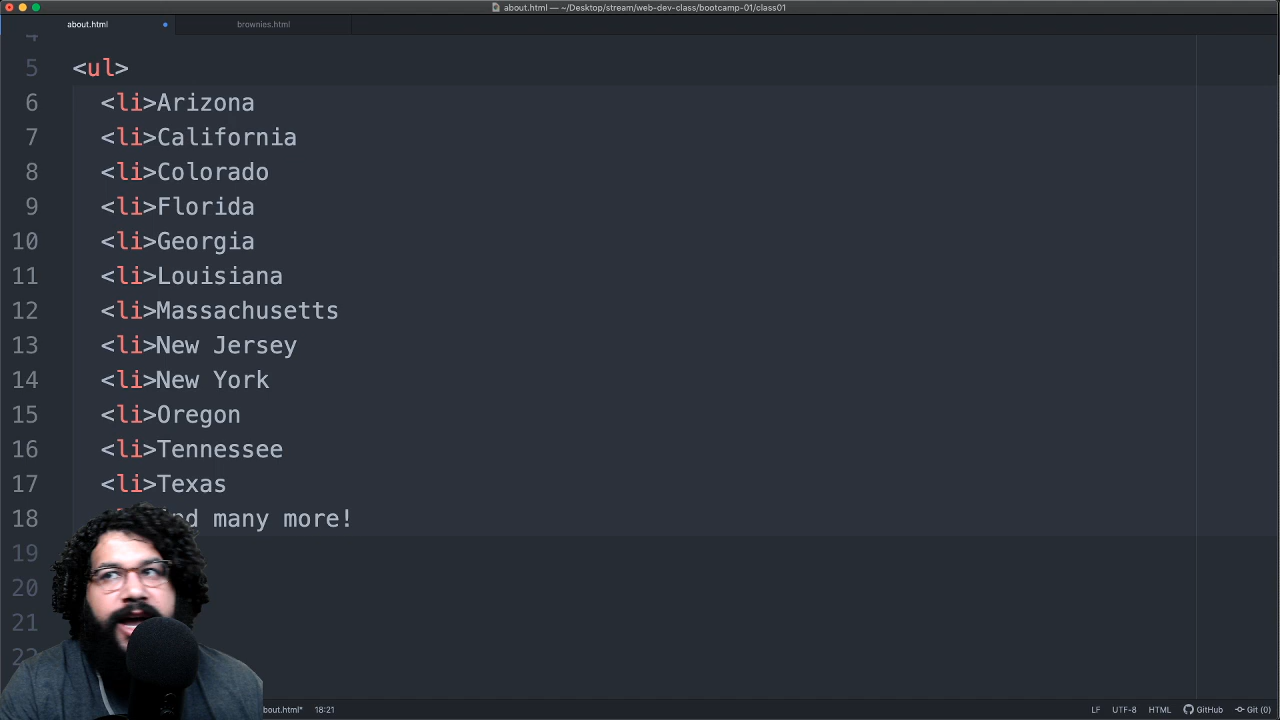 about.html — ~/Desktop/stream/web-dev-class/bootcamp-01/class01
about.html
brownies.html
4
5 <ul>
6 <li>Arizona
7 <li>California
8 <li>Colorado
9 <li>Florida
10 <li>Georgia
11 <li>Louisiana
12 <li>Massachusetts
13 <li>New Jersey
14 <li>New York
15 <li>Oregon
16 <li>Tennessee
17 <li>Texas
18 many more!
19
20
21
bout.html* 18:21 LF UTF-8 HTML GitHub Git (0)